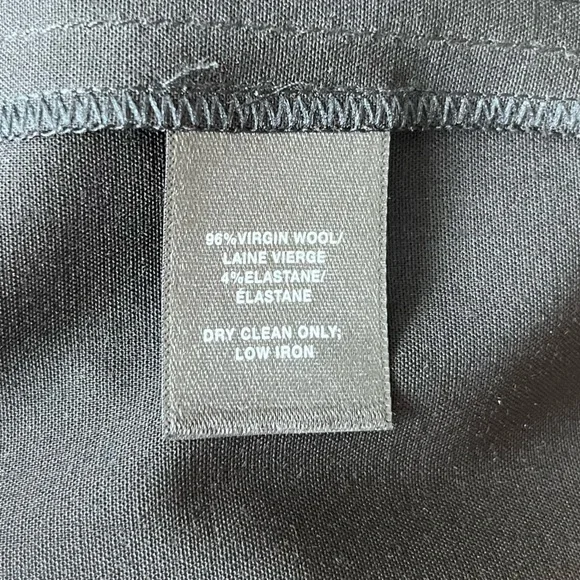 96%VIRGIN WOOL/
LAINE VIERGE
4%ELASTANE/
ÉLASTANE
DRY CLEAN ONLY;
LOW IRON